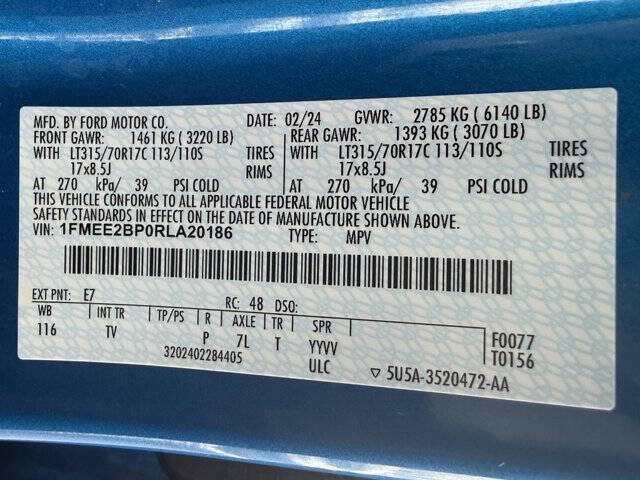 MFD. BY FORD MOTOR CO. DATE: 02/24 GVWR: 2785 KG ( 6140 LB)
FRONT GAWR: 1461 KG ( 3220 LB) REAR GAWR: 1393 KG ( 3070 LB)
WITH LT315/70R17C 113/110S TIRES WITH LT315/70R17C 113/110S TIRES
17x8.5J RIMS 17x8.5J RIMS
AT 270 kPa/ 39 PSI COLD AT 270 kPa/ 39 PSI COLD
THIS VEHICLE CONFORMS TO ALL APPLICABLE FEDERAL MOTOR VEHICLE
SAFETY STANDARDS IN EFFECT ON THE DATE OF MANUFACTURE SHOWN ABOVE.
VIN: 1FMEE2BP0RLA20186 TYPE: MPV
EXT PNT: E7 RC: 48 DSO:
WB INT TR TP/PS R AXLE TR SPR F0077
116 TV P 7L T YYVV T0156
3202402284405 ULC ▽ 5U5A-3520472-AA